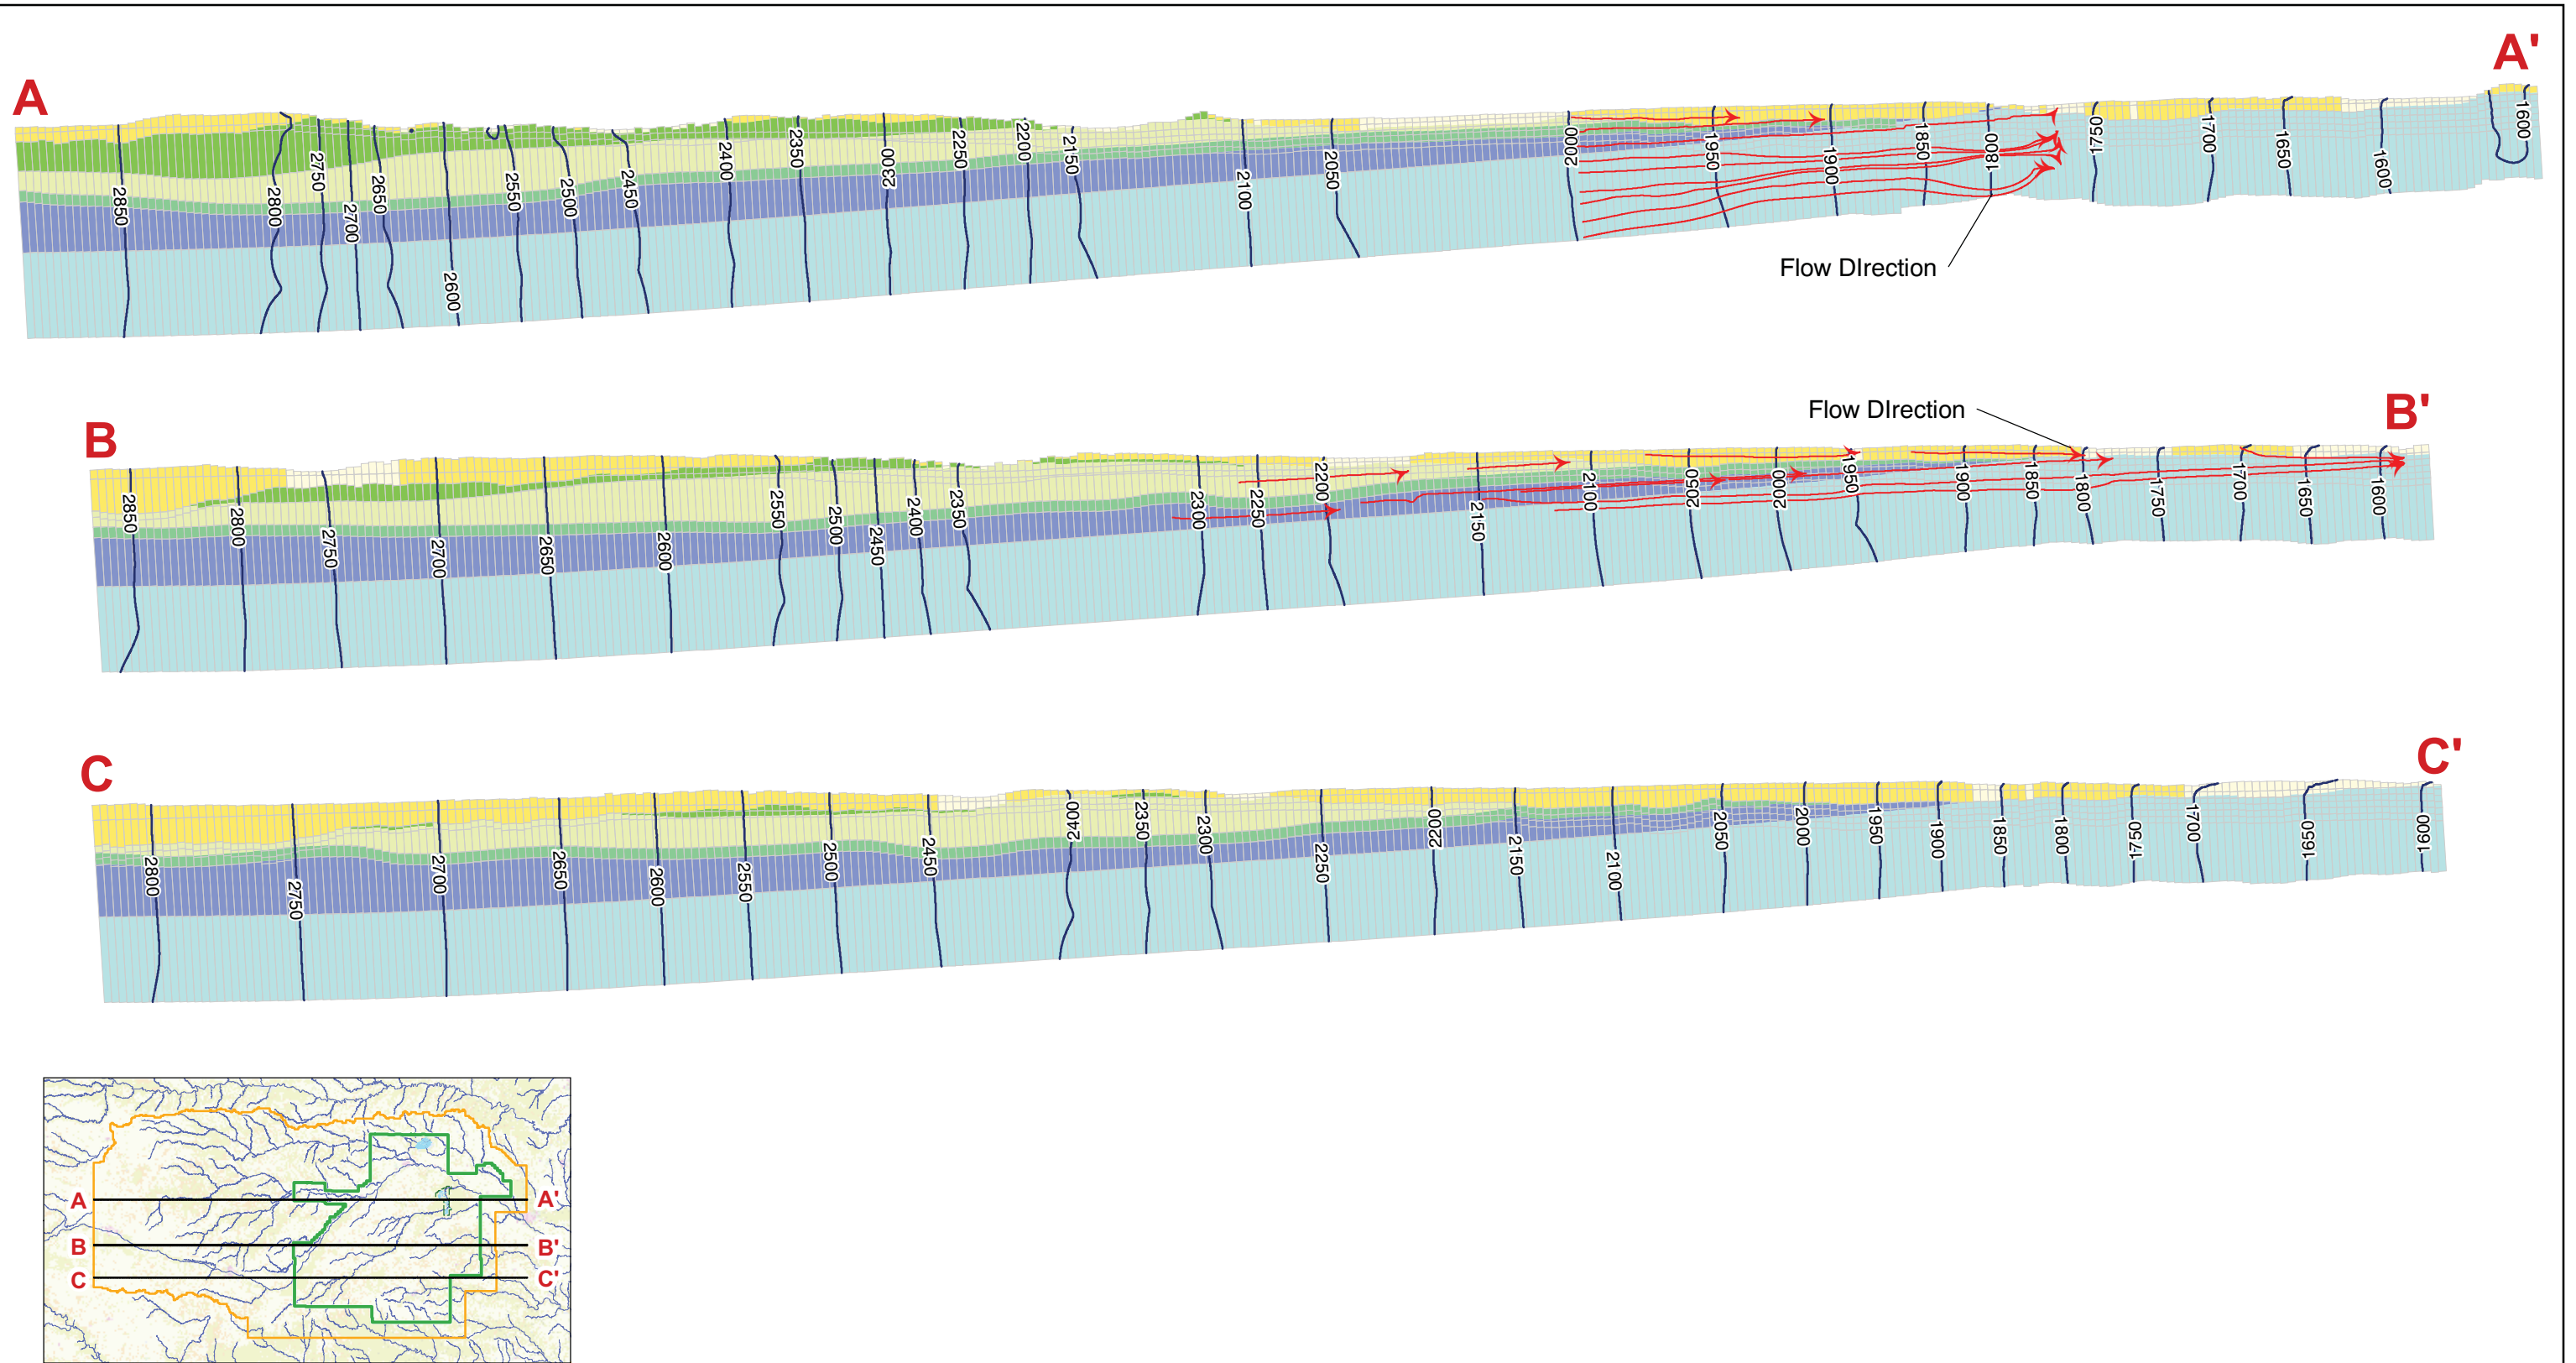 A A'
2850 2800 2750 2700 2650 2600 2550 2500 2450 2400 2350 2300 2250 2200 2150 2100 2050 2000 1950 1900 1850 1800 1750 1700 1650 1600 1600
Flow DIrection
Flow DIrection
B B'
2850 2800 2750 2700 2650 2600 2550 2500 2450 2400 2350 2300 2250 2200 2150 2100 2050 2000 1950 1900 1850 1800 1750 1700 1650 1600
C C'
2800 2750 2700 2650 2600 2550 2500 2450 2400 2350 2300 2250 2200 2150 2100 2050 2000 1950 1900 1850 1800 1750 1700 1650 1600
A A'
B B'
C C'